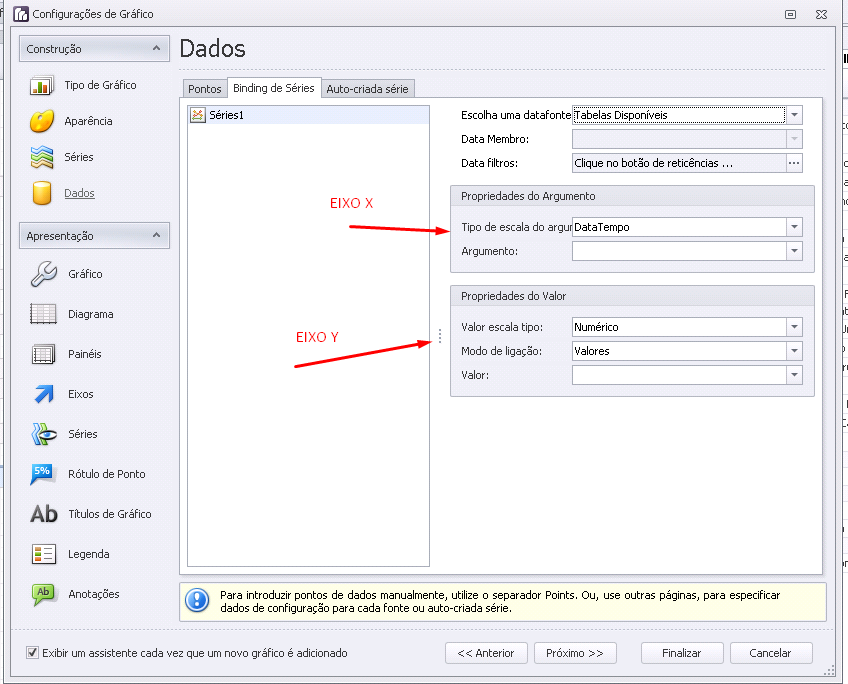 Configurações de Gráfico
Construção
Tipo de Gráfico
Aparência
Séries
Dados
Apresentação
Gráfico
Diagrama
Painéis
Eixos
Séries
5%
Rótulo de Ponto
Ab
Títulos de Gráfico
Legenda
Ab
Anotações
Dados
Pontos
Binding de Séries
Auto-criada série
Séries1
EIXO X
EIXO Y
Escolha uma datafonte
Tabelas Disponíveis
Data Membro:
Data filtros:
Clique no botão de reticências ...
Propriedades do Argumento
Tipo de escala do argur
DataTempo
Argumento:
Propriedades do Valor
Valor escala tipo:
Numérico
Modo de ligação:
Valores
Valor:
Para introduzir pontos de dados manualmente, utilize o separador Points. Ou, use outras páginas, para especificar
dados de configuração para cada fonte ou auto-criada série.
Exibir um assistente cada vez que um novo gráfico é adicionado
<< Anterior
Próximo >>
Finalizar
Cancelar